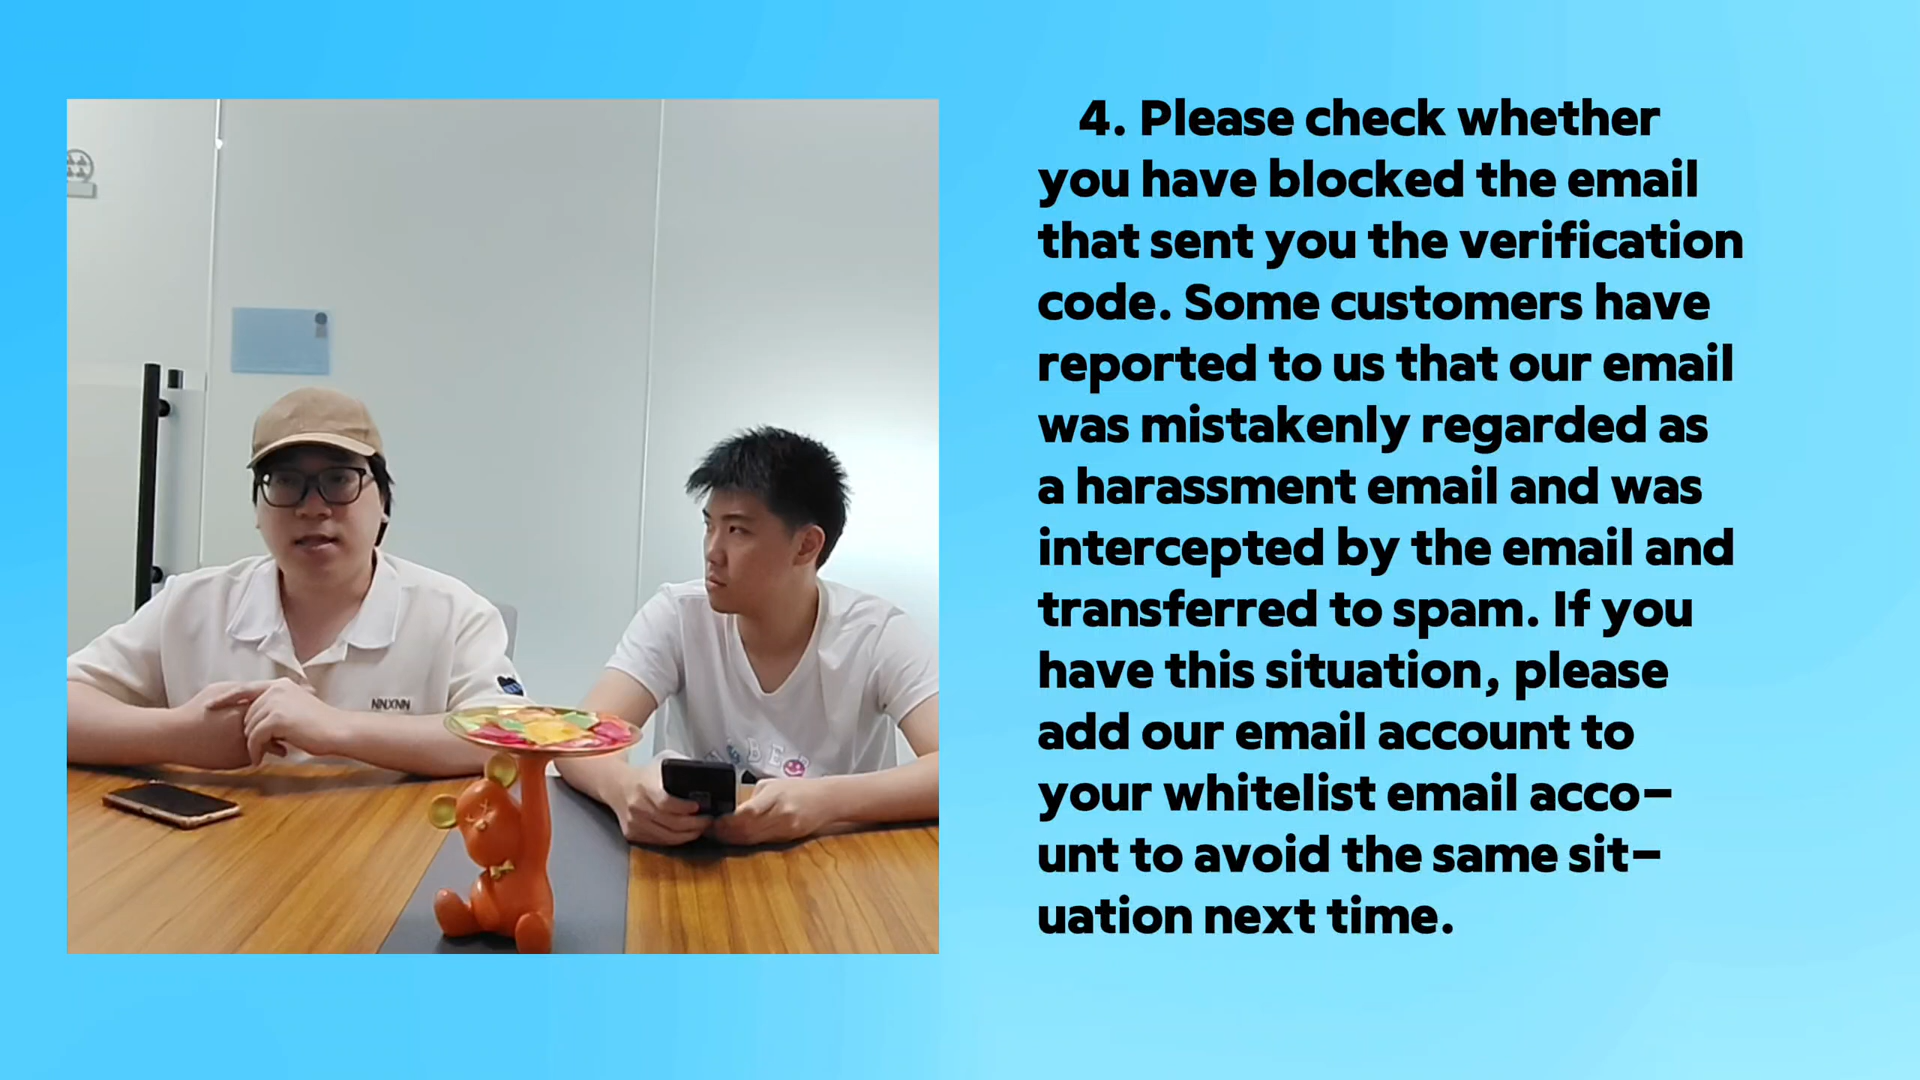 4. Please check whether
you have blocked the email
that sent you the verification
code. Some customers have
reported to us that our email
was mistakenly regarded as
a harassment email and was
intercepted by the email and
transferred to spam. If you
have this situation, please
add our email account to
your whitelist email acco-
unt to avoid the same sit-
uation next time.
NNXNN